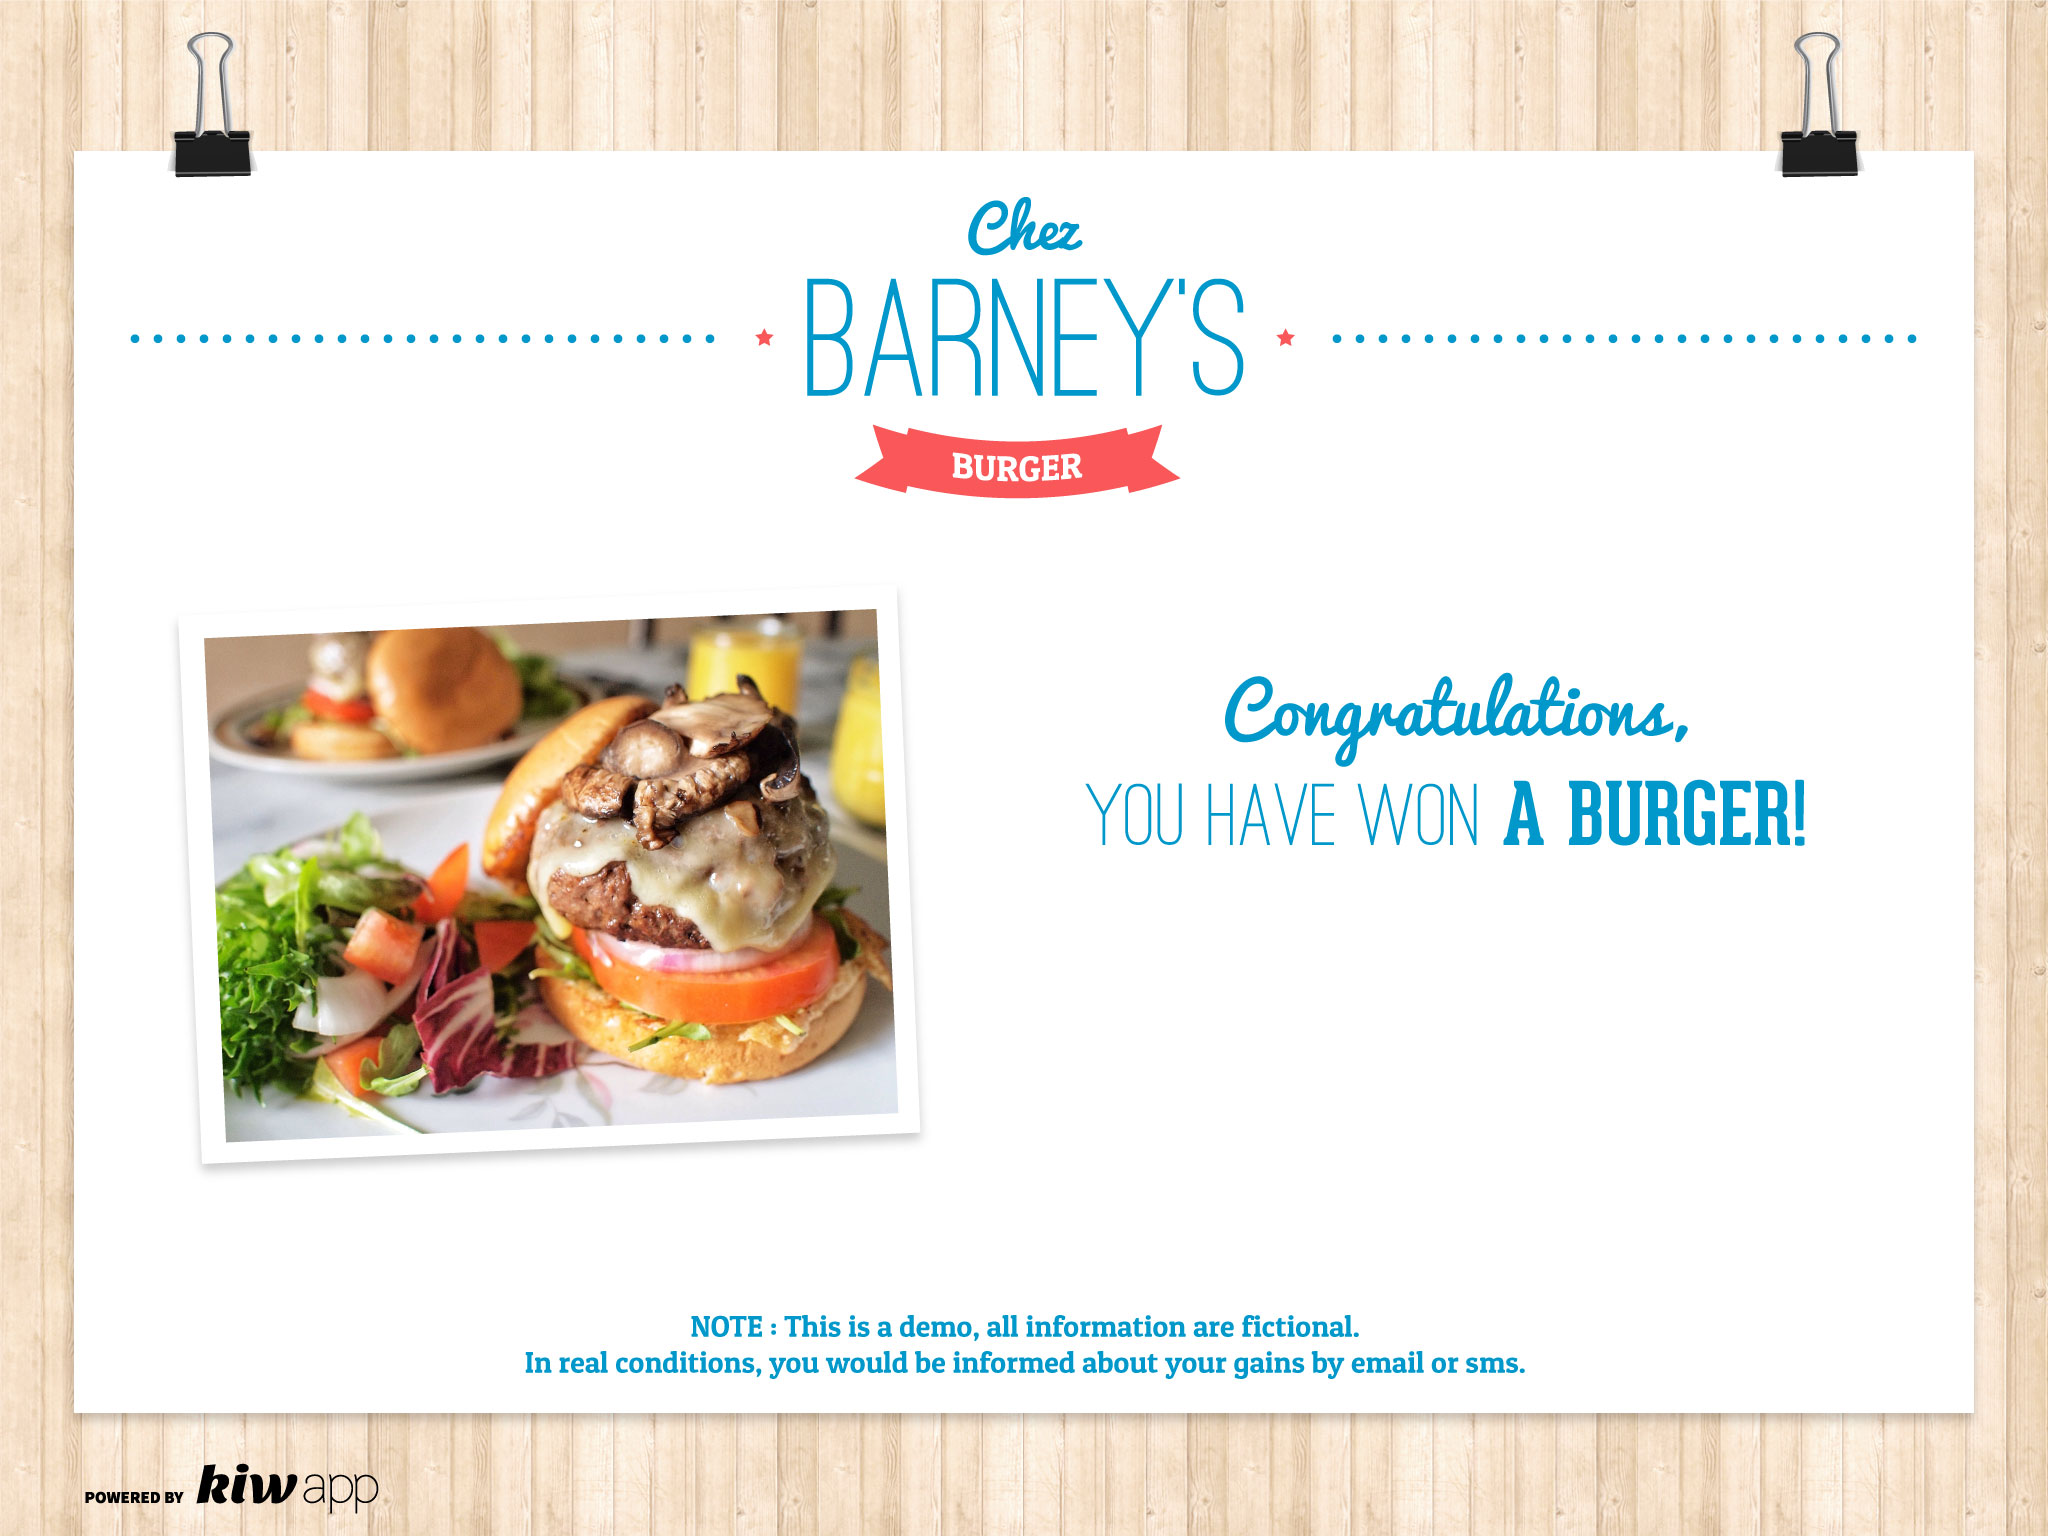 Chez
BARNEY'S
BURGER
Congratulations,
YOU HAVE WON A BURGER!
NOTE : This is a demo, all information are fictional.
In real conditions, you would be informed about your gains by email or sms.
POWERED BY kiwapp